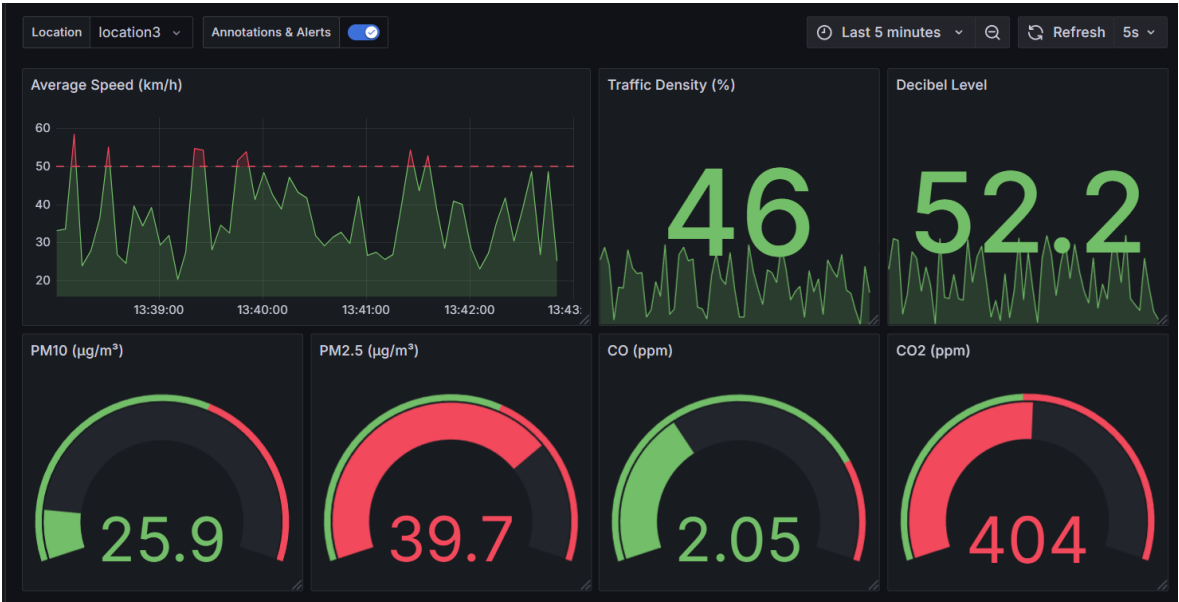 Location location3 Annotations & Alerts Last 5 minutes Refresh 5s
Average Speed (km/h)
60
50
40
30
20
13:39:00 13:40:00 13:41:00 13:42:00 13:43:
Traffic Density (%)
46
Decibel Level
52.2
PM10 (µg/m³)
25.9
PM2.5 (µg/m³)
39.7
CO (ppm)
2.05
CO2 (ppm)
404